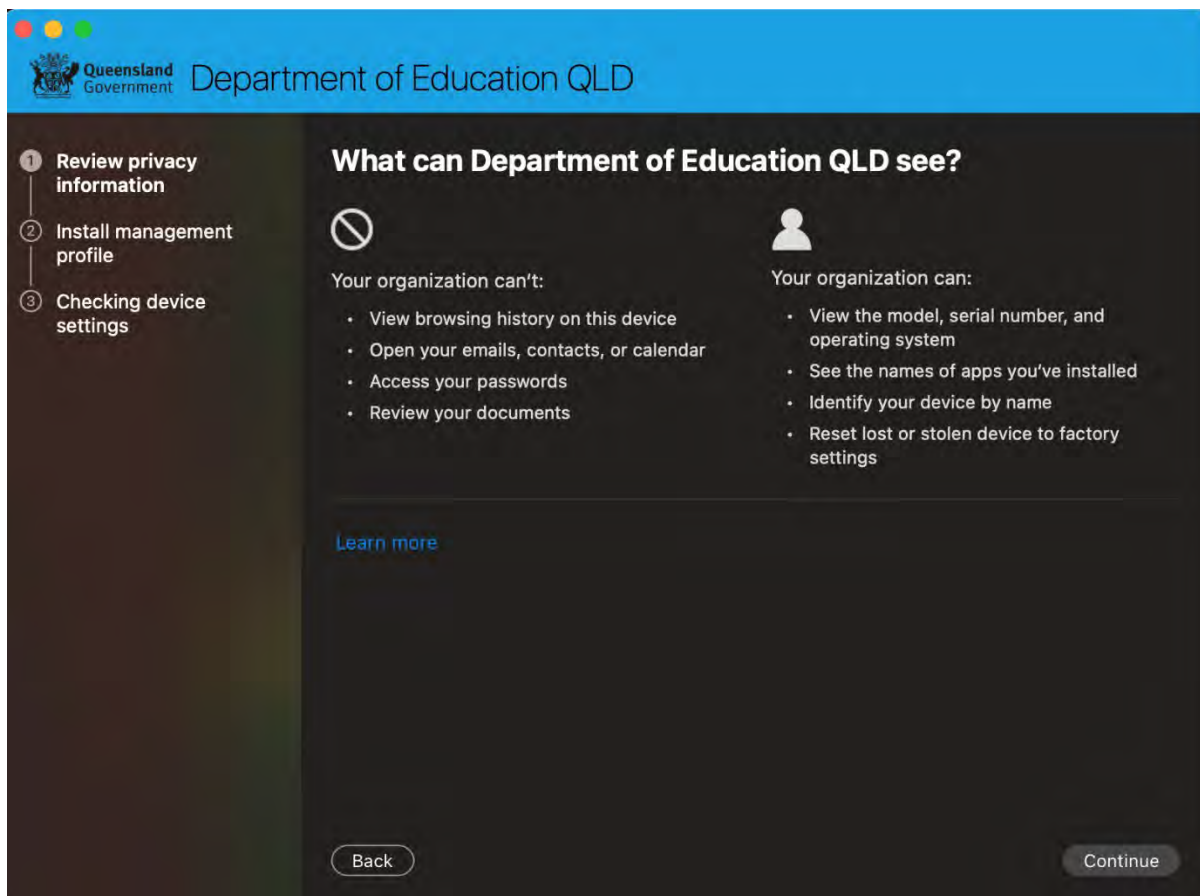 Queensland
Government
Department of Education QLD
1
Review privacy
information
2
Install management
profile
3
Checking device
settings
What can Department of Education QLD see?
Your organization can't:
• View browsing history on this device
• Open your emails, contacts, or calendar
• Access your passwords
• Review your documents
Your organization can:
• View the model, serial number, and
operating system
• See the names of apps you've installed
• Identify your device by name
• Reset lost or stolen device to factory
settings
Learn more
Back
Continue